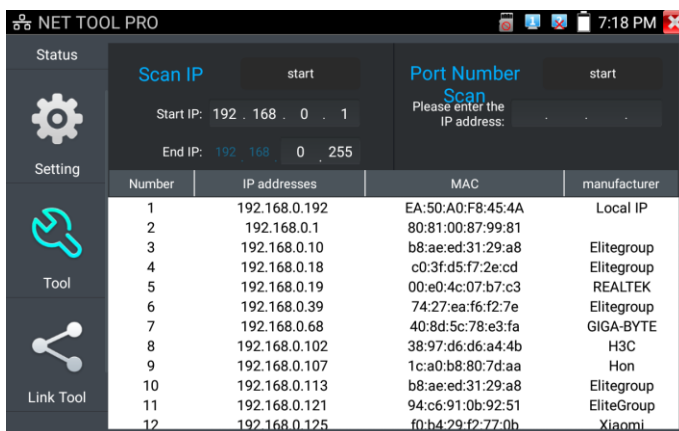 NET TOOL PRO 7:18 PM
Status
Setting
Tool
Link Tool
Scan IP start
Start IP: 192 . 168 . 0 . 1
End IP: 192 . 168 . 0 . 255
Port Number Scan start
Please enter the
IP address: . . .
Number IP addresses MAC manufacturer
1 192.168.0.192 EA:50:A0:F8:45:4A Local IP
2 192.168.0.1 80:81:00:87:99:81
3 192.168.0.10 b8:ae:ed:31:29:a8 Elitegroup
4 192.168.0.18 c0:3f:d5:f7:2e:cd Elitegroup
5 192.168.0.19 00:e0:4c:07:b7:c3 REALTEK
6 192.168.0.39 74:27:ea:f6:f2:7e Elitegroup
7 192.168.0.68 40:8d:5c:78:e3:fa GIGA-BYTE
8 192.168.0.102 38:97:d6:d6:a4:4b H3C
9 192.168.0.107 1c:a0:b8:80:7d:aa Hon
10 192.168.0.113 b8:ae:ed:31:29:a8 Elitegroup
11 192.168.0.121 94:c6:91:0b:92:51 EliteGroup
12 192.168.0.125 f0:b4:29:f2:77:0b Xiaomi